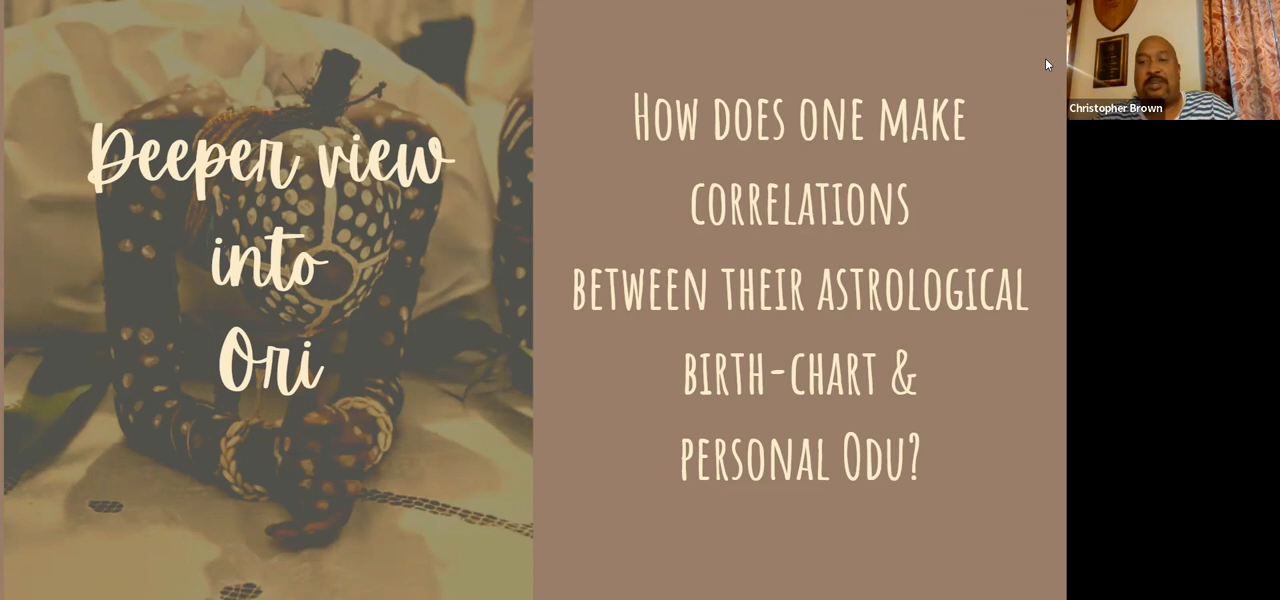 Deeper view
into
Ori
How does one make
correlations
between their astrological
birth-chart &
personal Odu?
Christopher Brown